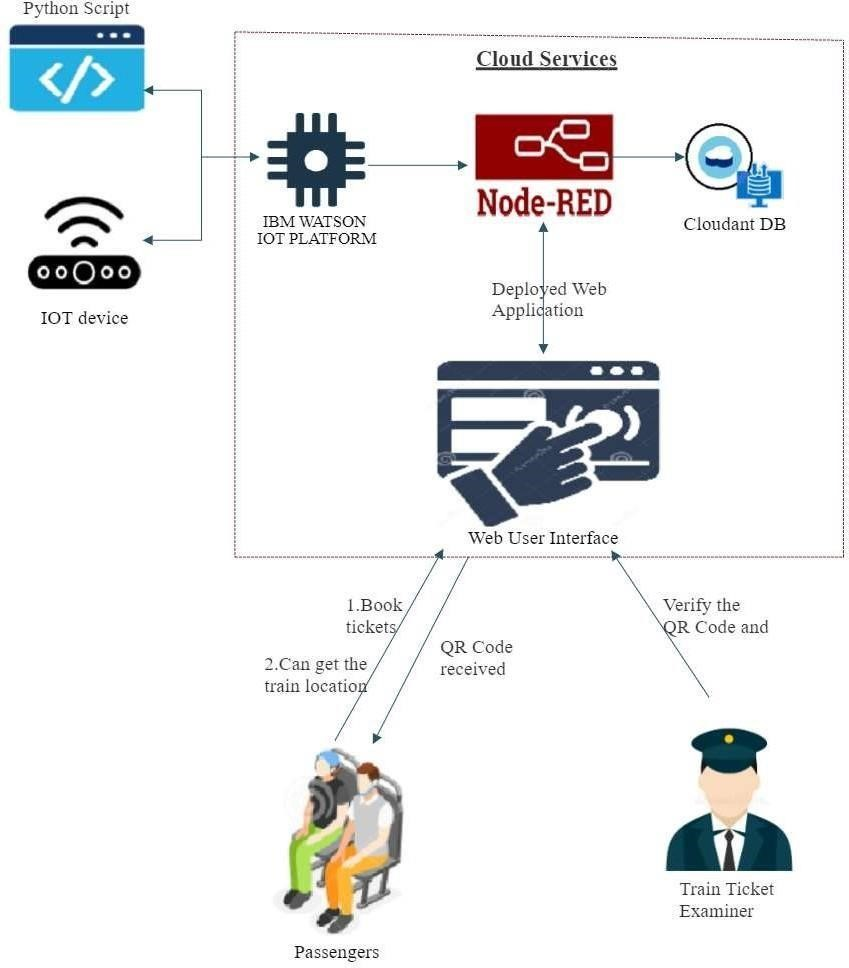 Python Script
Cloud Services
IBM WATSON
IOT PLATFORM
Node-RED
Cloudant DB
IOT device
Deployed Web
Application
Web User Interface
1.Book
tickets
2.Can get the
train location
QR Code
received
Verify the
QR Code and
Train Ticket
Examiner
Passengers